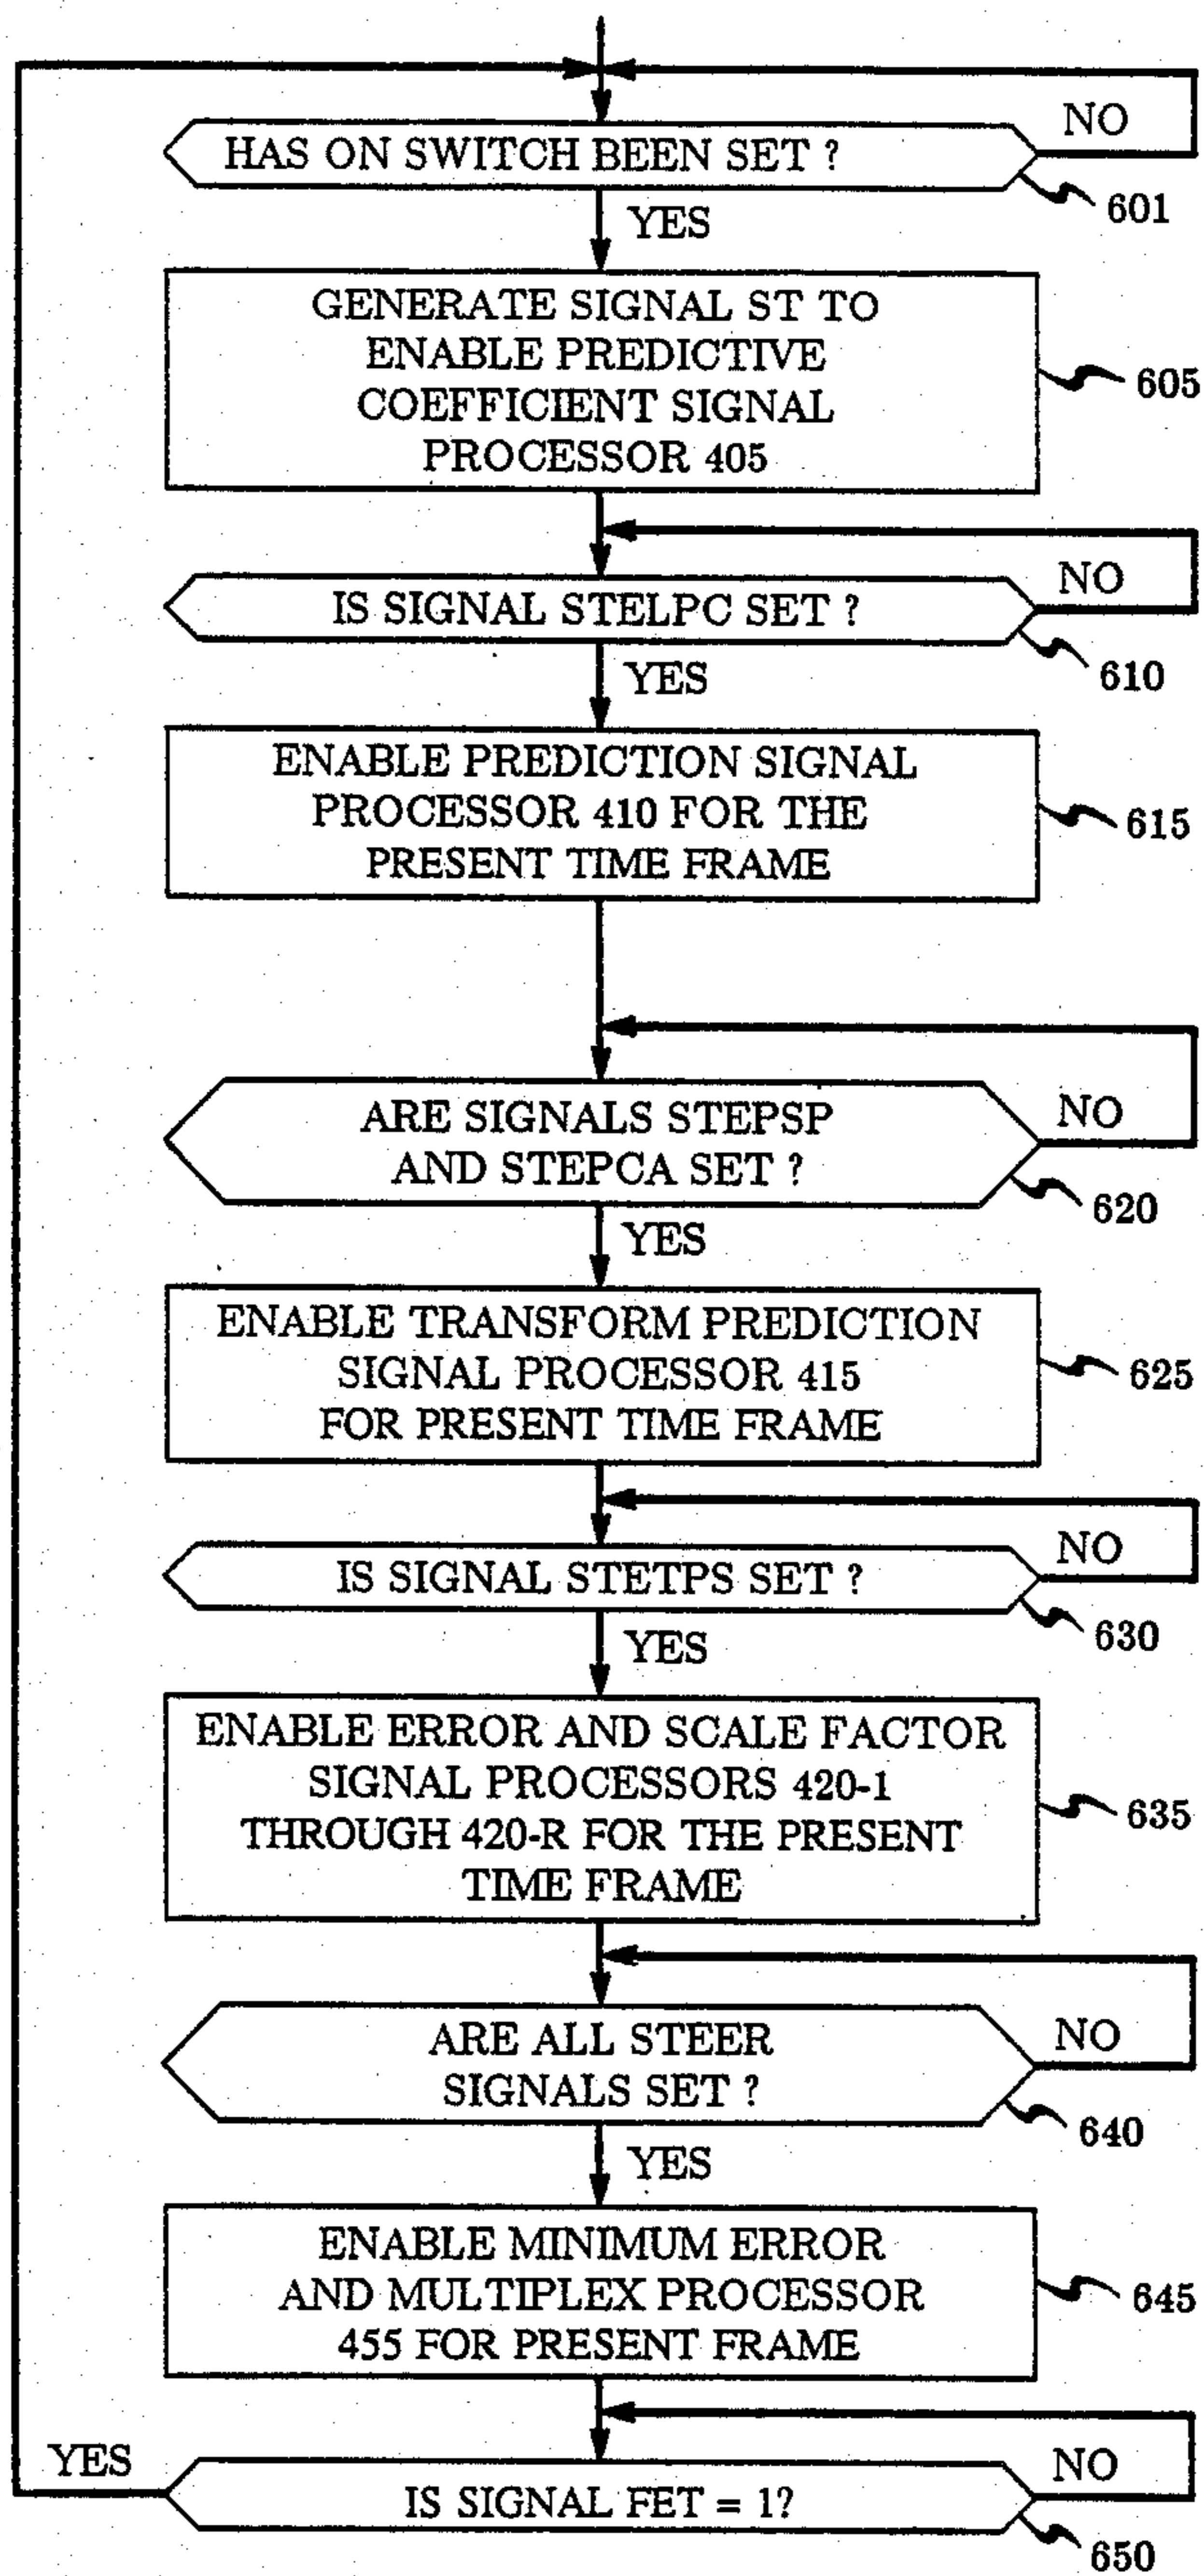 NO
HAS ON SWITCH BEEN SET ?
601
YES
GENERATE SIGNAL ST TO
ENABLE PREDICTIVE
COEFFICIENT SIGNAL
PROCESSOR 405
605
NO
IS SIGNAL STELPC SET ?
610
YES
ENABLE PREDICTION SIGNAL
PROCESSOR 410 FOR THE
PRESENT TIME FRAME
615
NO
ARE SIGNALS STEPSP
AND STEPCA SET ?
620
YES
ENABLE TRANSFORM PREDICTION
SIGNAL PROCESSOR 415
FOR PRESENT TIME FRAME
625
NO
IS SIGNAL STETPS SET ?
630
YES
ENABLE ERROR AND SCALE FACTOR
SIGNAL PROCESSORS 420-1
THROUGH 420-R FOR THE PRESENT
TIME FRAME
635
NO
ARE ALL STEER
SIGNALS SET ?
640
YES
ENABLE MINIMUM ERROR
AND MULTIPLEX PROCESSOR
455 FOR PRESENT FRAME
645
YES
NO
IS SIGNAL FET = 1?
650